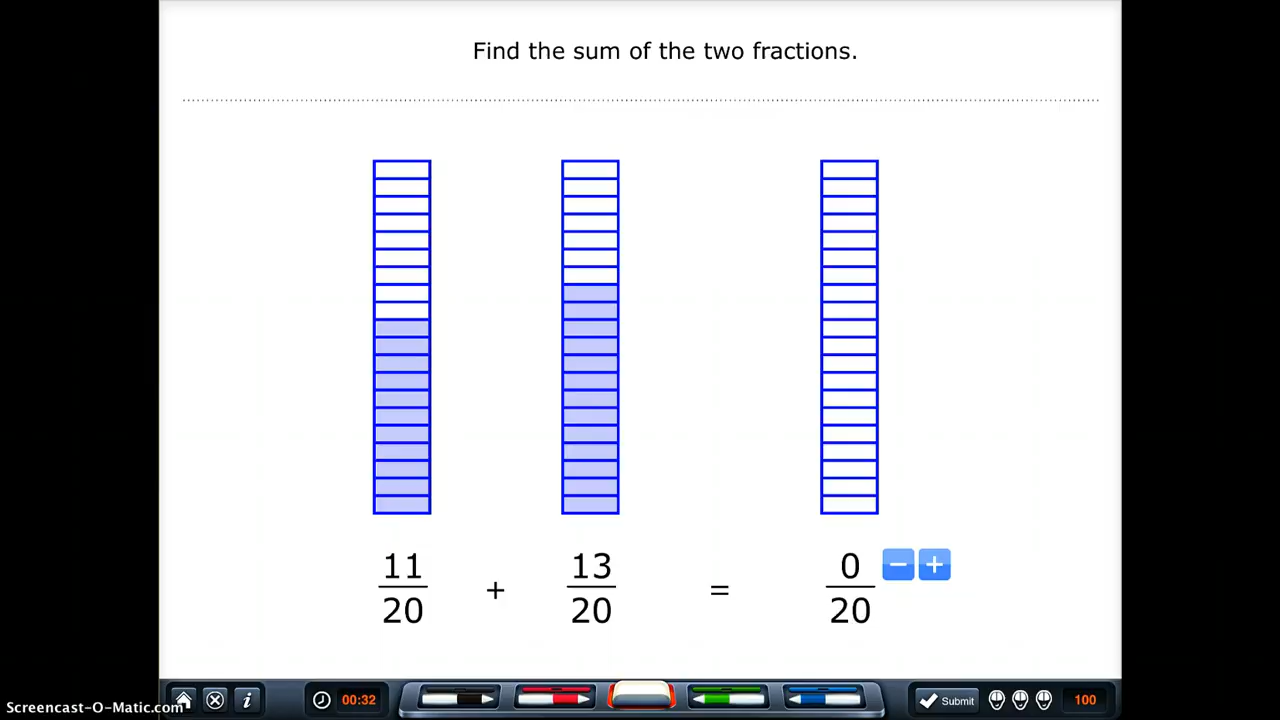 Find the sum of the two fractions.
11 13 0 − +
+ =
20 20 20
Screencast-O-Matic.com
i
00:32
Submit
100